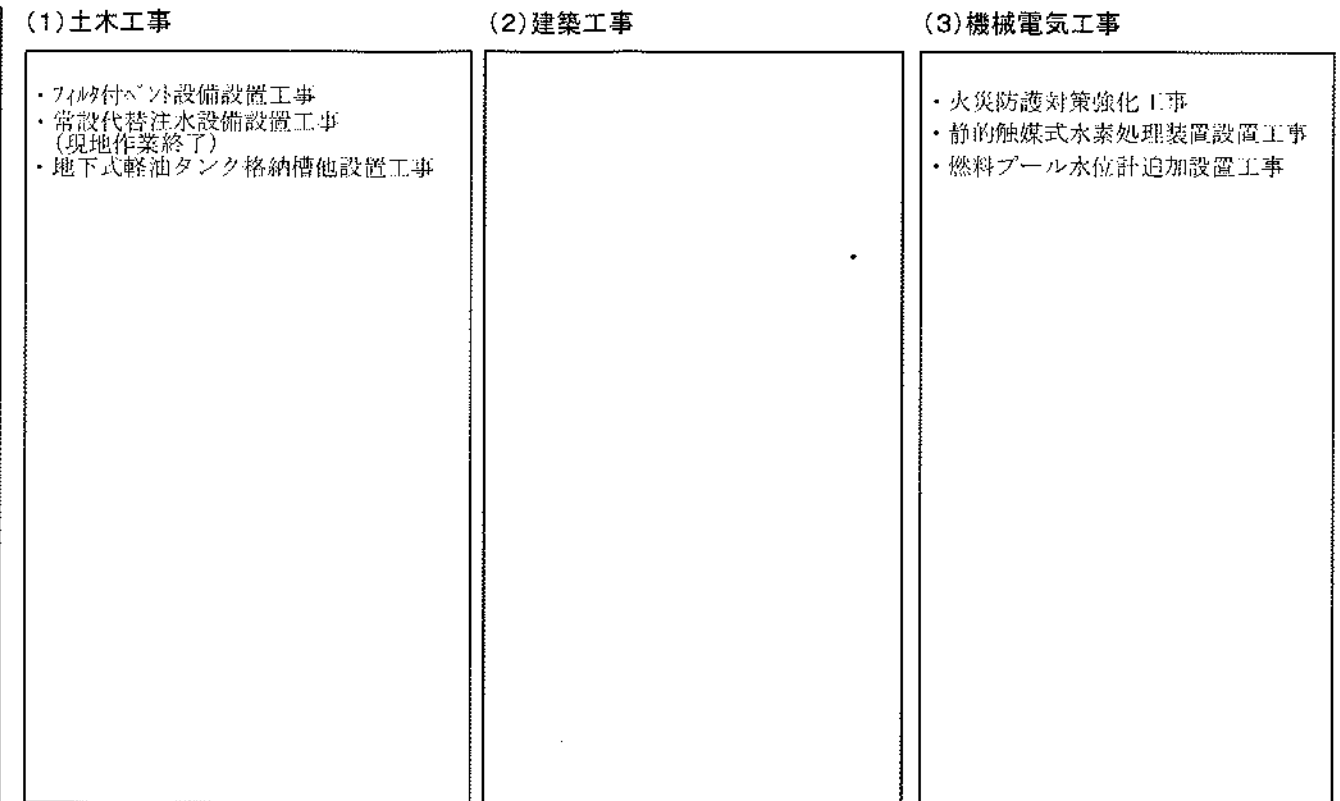 (1)土木工事
・フィルタ付ベント設備設置工事
・常設代替注水設備設置工事
(現地作業終了)
・地下式軽油タンク格納槽他設置工事
(2)建築工事
(3)機械電気工事
・火災防護対策強化工事
・静的触媒式水素処理装置設置工事
・燃料プール水位計追加設置工事